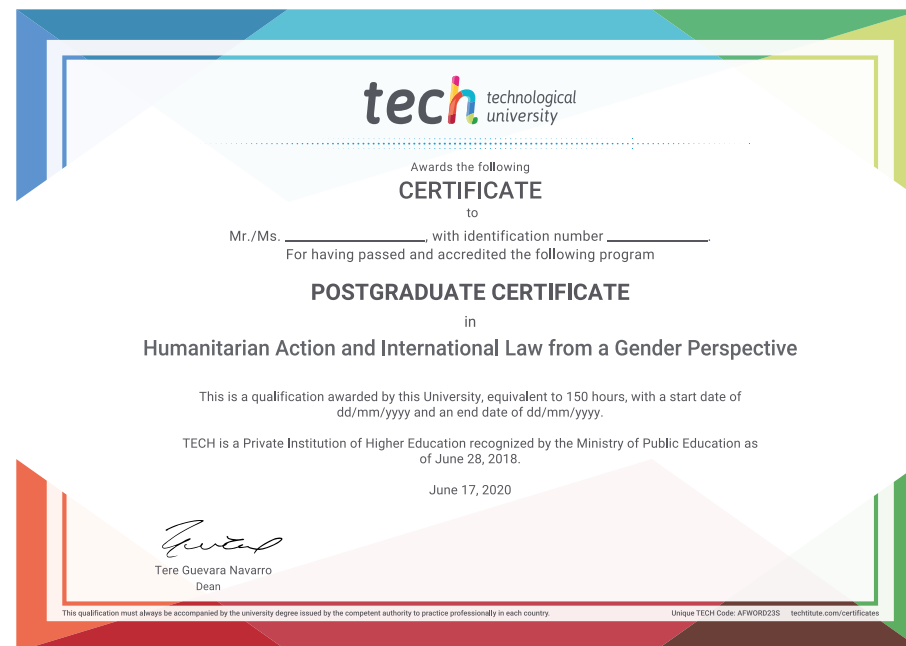 tech technological
university
Awards the following
CERTIFICATE
to
Mr./Ms. ____________________, with identification number ______________.
For having passed and accredited the following program
POSTGRADUATE CERTIFICATE
in
Humanitarian Action and International Law from a Gender Perspective
This is a qualification awarded by this University, equivalent to 150 hours, with a start date of
dd/mm/yyyy and an end date of dd/mm/yyyy.
TECH is a Private Institution of Higher Education recognized by the Ministry of Public Education as
of June 28, 2018.
June 17, 2020
Tere Guevara Navarro
Dean
This qualification must always be accompanied by the university degree issued by the competent authority to practice professionally in each country. Unique TECH Code: AFWORD23S techtitute.com/certificates